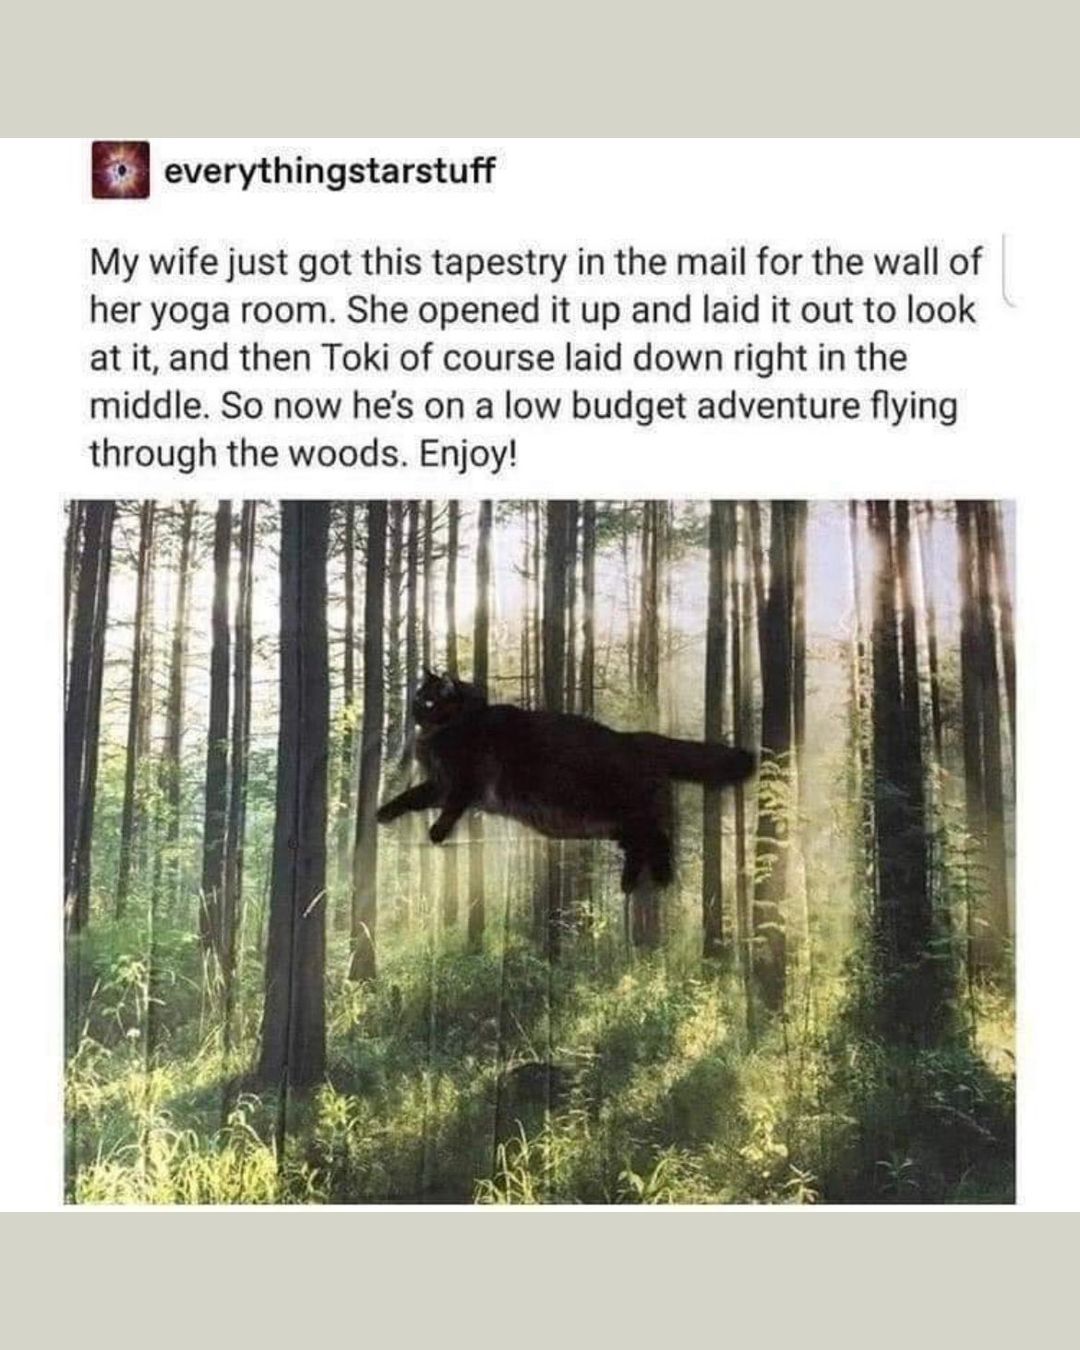 everythingstarstuff
My wife just got this tapestry in the mail for the wall of
her yoga room. She opened it up and laid it out to look
at it, and then Toki of course laid down right in the
middle. So now he's on a low budget adventure flying
through the woods. Enjoy!